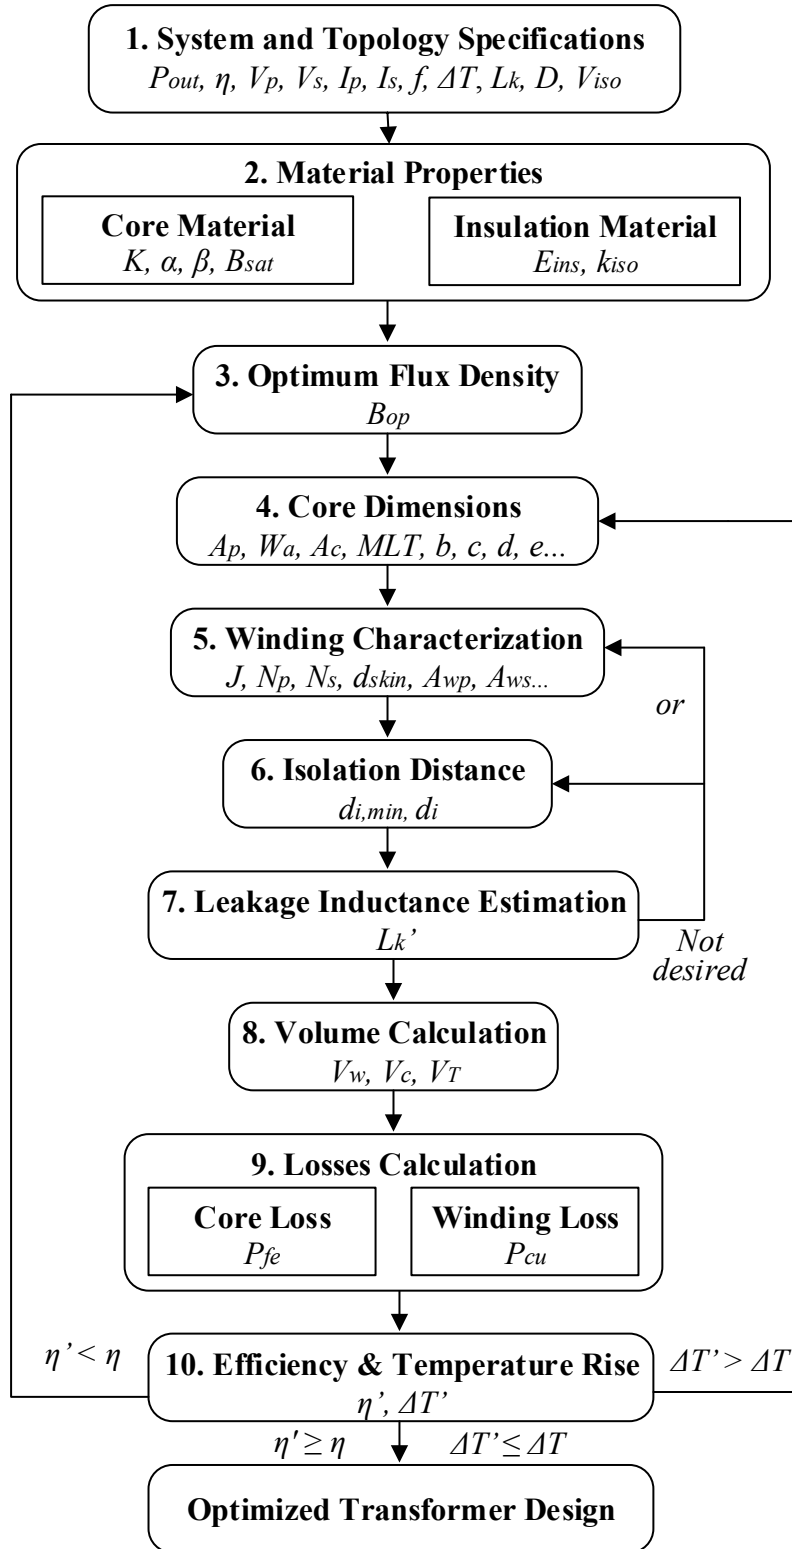 1. System and Topology Specifications
Pout, η, Vp, Vs, Ip, Is, f, ΔT, Lk, D, Viso
2. Material Properties
Core Material
K, α, β, Bsat
Insulation Material
Eins, kiso
3. Optimum Flux Density
Bop
4. Core Dimensions
Ap, Wa, Ac, MLT, b, c, d, e...
5. Winding Characterization
J, Np, Ns, dskin, Awp, Aws...
or
6. Isolation Distance
di,min, di
7. Leakage Inductance Estimation
Lk’
Not
desired
8. Volume Calculation
Vw, Vc, VT
9. Losses Calculation
Core Loss
Pfe
Winding Loss
Pcu
η’ < η
10. Efficiency & Temperature Rise
η’, ΔT’
ΔT’ > ΔT
η' ≥ η
ΔT’ ≤ ΔT
Optimized Transformer Design